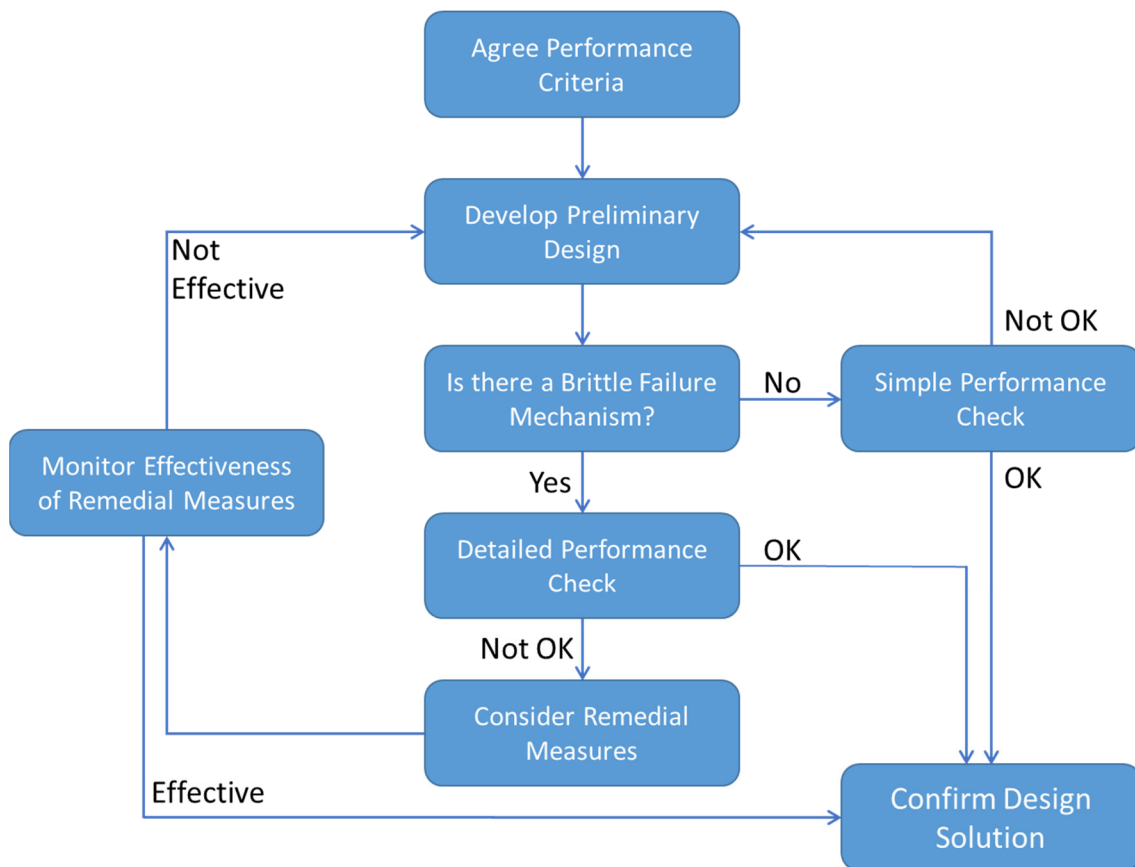 Agree Performance
Criteria
Develop Preliminary
Design
Not
Effective
Not OK
Is there a Brittle Failure
Mechanism?
No
Simple Performance
Check
Monitor Effectiveness
of Remedial Measures
Yes
OK
Detailed Performance
Check
OK
Not OK
Consider Remedial
Measures
Effective
Confirm Design
Solution